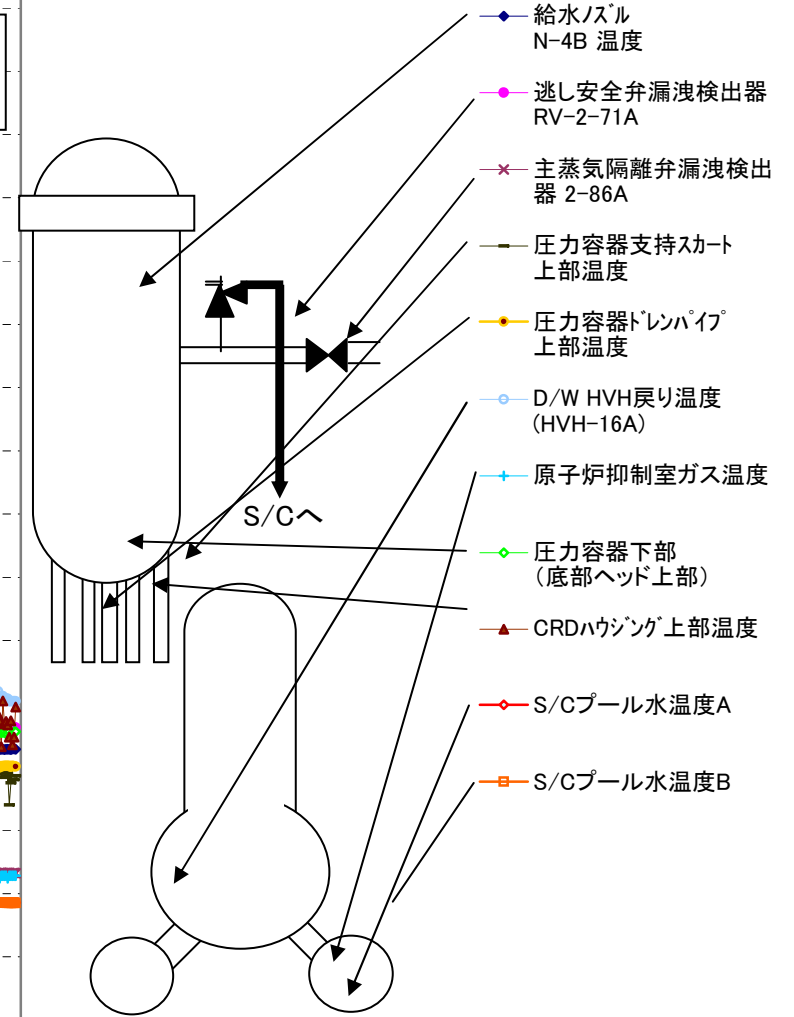 給水ﾉｽﾞﾙ
N-4B 温度
逃し安全弁漏洩検出器
RV-2-71A
主蒸気隔離弁漏洩検出
器 2-86A
圧力容器支持ｽｶｰﾄ
上部温度
圧力容器ﾄﾞﾚﾝﾊﾟｲﾌﾟ
上部温度
D/W HVH戻り温度
(HVH-16A)
原子炉抑制室ガス温度
S/Cへ
圧力容器下部
（底部ヘッド上部）
CRDﾊｳｼﾞﾝｸﾞ上部温度
S/Cプール水温度A
S/Cプール水温度B